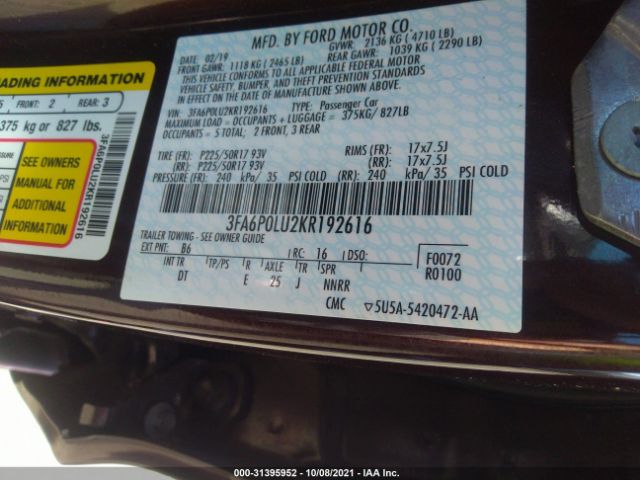 MFD. BY FORD MOTOR CO.
DATE: 02/19 GVWR: 2136 KG ( 4710 LB)
FRONT GAWR: 1118 KG ( 2465 LB) REAR GAWR: 1039 KG ( 2290 LB)
THIS VEHICLE CONFORMS TO ALL APPLICABLE FEDERAL MOTOR
VEHICLE SAFETY, BUMPER, AND THEFT PREVENTION STANDARDS
IN EFFECT ON THE DATE OF MANUFACTURE SHOWN ABOVE.
VIN: 3FA6P0LU2KR192616 TYPE: Passenger Car
MAXIMUM LOAD = OCCUPANTS + LUGGAGE = 375KG/ 827LB
OCCUPANTS = 5 TOTAL; 2 FRONT, 3 REAR
TIRE (FR): P225/50R17 93V RIMS (FR): 17x7.5J
(RR): P225/50R17 93V (RR): 17x7.5J
PRESSURE (FR): 240 kPa/ 35 PSI COLD (RR): 240 kPa/ 35 PSI COLD
3FA6P0LU2KR192616
TRAILER TOWING - SEE OWNER GUIDE
EXT PNT: B6 RC: 16 DSO: F0072
INT TR TP/PS R AXLE TR SPR R0100
DT E 25 J NNRR
CMC 5U5A-5420472-AA
LOADING INFORMATION
5 FRONT: 2 REAR: 3
375 kg or 827 lbs.
SEE OWNERS
MANUAL FOR
ADDITIONAL
INFORMATION
3FA6P0LU2KR192616
000-31395952 - 10/08/2021 - IAA Inc.